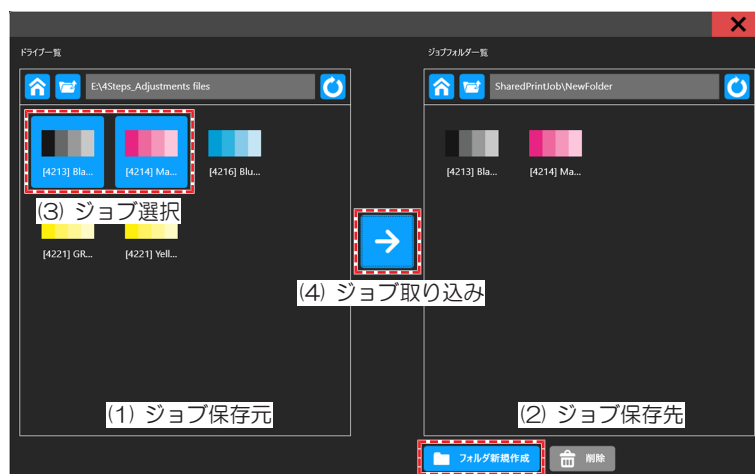 ドライブ一覧
ジョブフォルダ一覧
E:\4Steps_Adjustments files
SharedPrintJob\NewFolder
[4213] Bla...
[4214] Ma...
[4216] Blu...
[4213] Bla...
[4214] Ma...
(3) ジョブ選択
[4221] GR...
[4221] Yell...
(4) ジョブ取り込み
(1) ジョブ保存元
(2) ジョブ保存先
フォルダ新規作成
削除